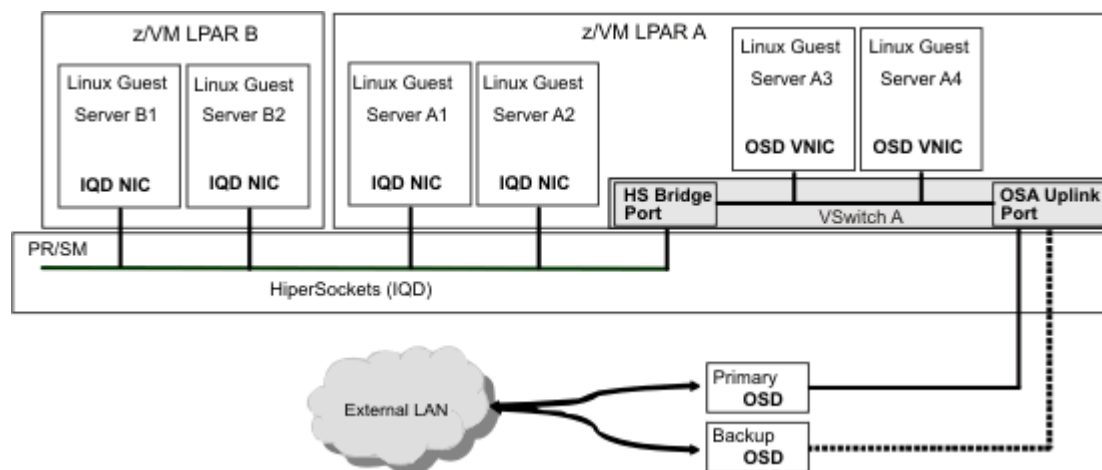 z/VM LPAR B
Linux Guest
Server B1
IQD NIC
Linux Guest
Server B2
IQD NIC
z/VM LPAR A
Linux Guest
Server A1
IQD NIC
Linux Guest
Server A2
IQD NIC
Linux Guest
Server A3
OSD VNIC
Linux Guest
Server A4
OSD VNIC
HS Bridge
Port
VSwitch A
OSA Uplink
Port
PR/SM
HiperSockets (IQD)
External LAN
Primary
OSD
Backup
OSD